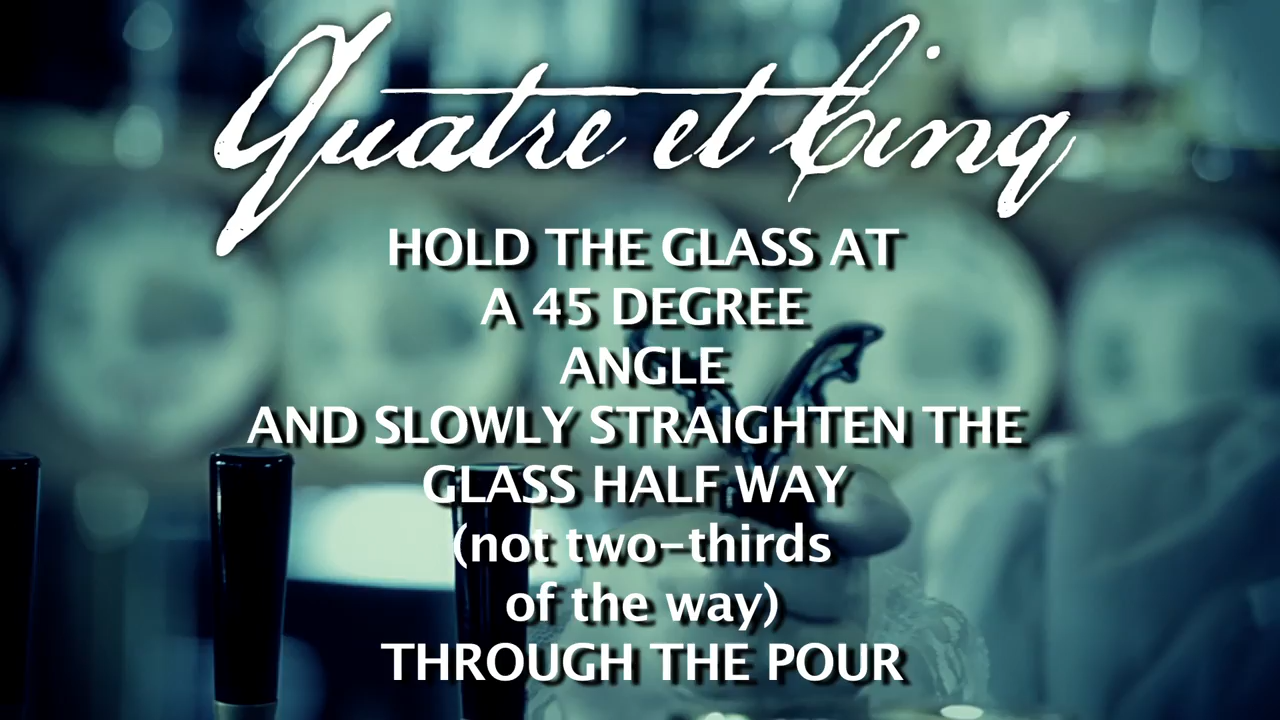 Quatre et Cinq
HOLD THE GLASS AT
A 45 DEGREE
ANGLE
AND SLOWLY STRAIGHTEN THE
GLASS HALF WAY
(not two-thirds
of the way)
THROUGH THE POUR